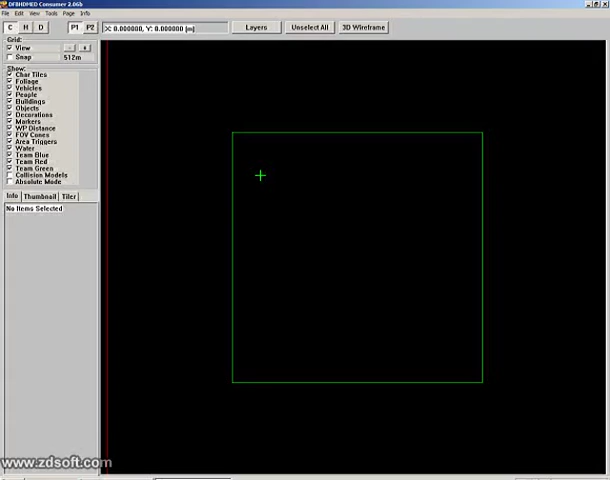 DFBHDMED Consumer 2.06b
File Edit View Tools Page Info
C H D P1 P2 X: 0.000000, Y: 0.000000 [m] Layers Unselect All 3D Wireframe
Grid:
View
Snap 512m
Show:
Char Tiles
Foliage
Vehicles
People
Buildings
Objects
Decorations
Markers
WP Distance
FOV Cones
Area Triggers
Water
Team Blue
Team Red
Team Green
Collision Models
Absolute Mode
Info Thumbnail Tiler
No Items Selected
www.zdsoft.com